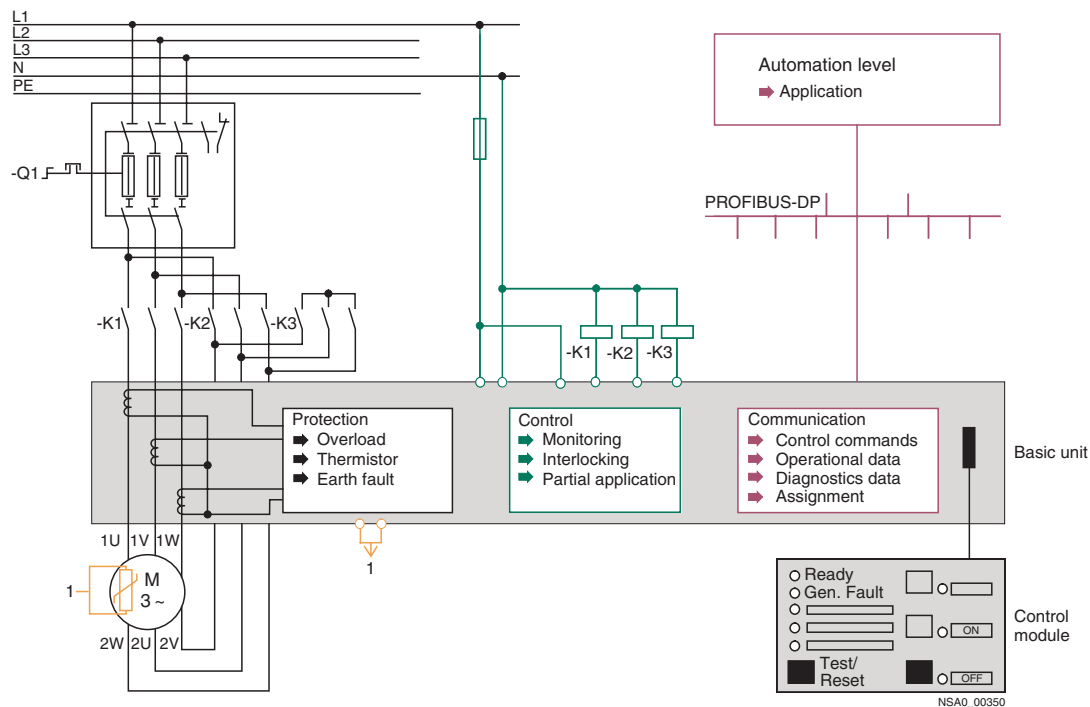 L1
L2
L3
N
PE
Automation level
Application
-Q1
PROFIBUS-DP
-K1
-K2
-K3
-K1
-K2
-K3
Protection
Overload
Thermistor
Earth fault
Control
Monitoring
Interlocking
Partial application
Communication
Control commands
Operational data
Diagnostics data
Assignment
Basic unit
1U 1V 1W
1
M
3 ~
1
2W 2U 2V
Ready
Gen. Fault
ON
Test/
Reset
OFF
Control
module
NSA0_00350